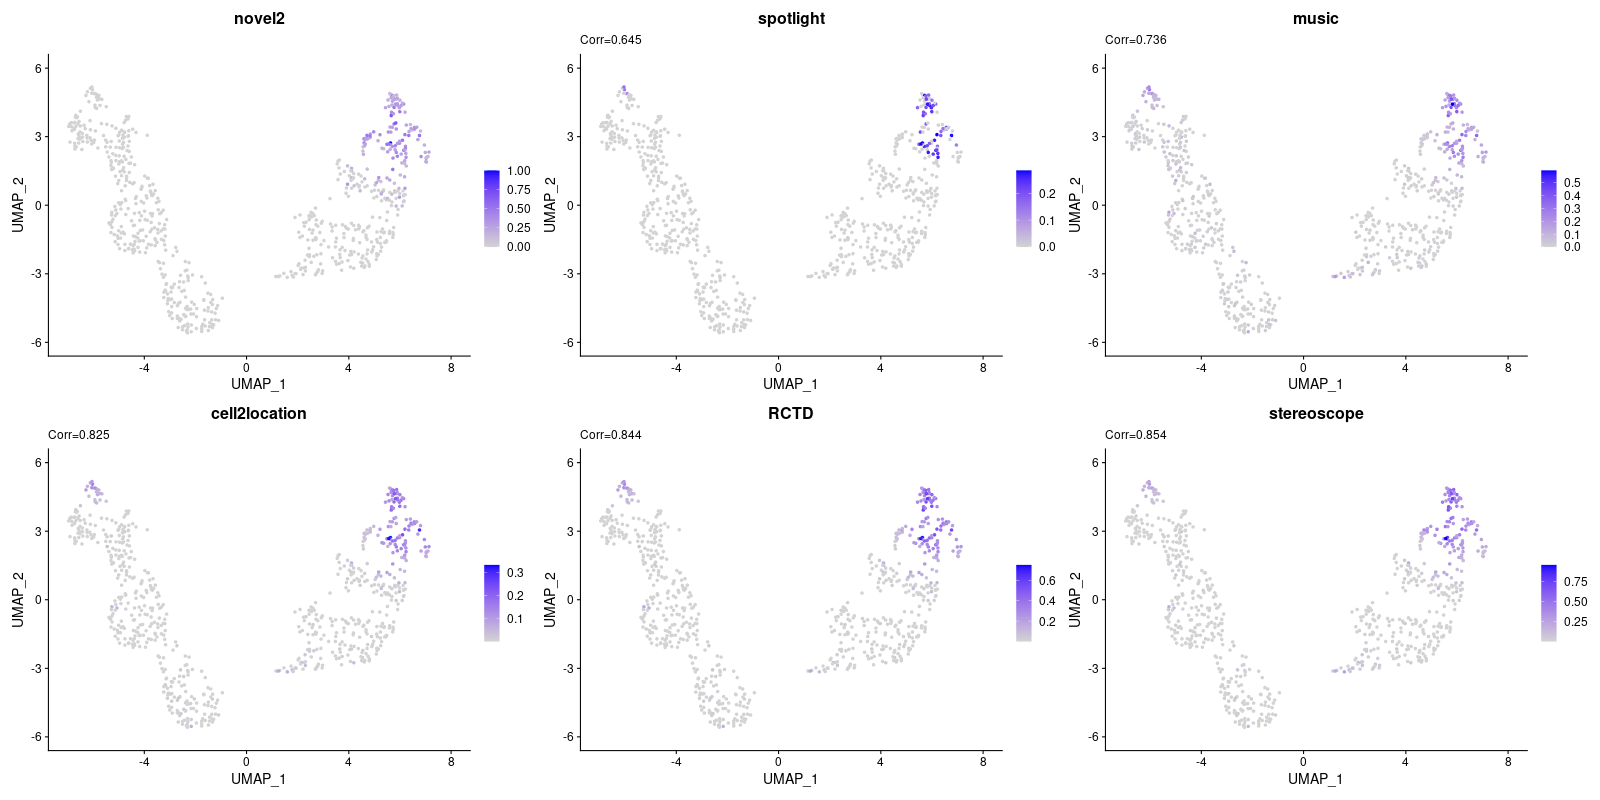 novel2
6
3
0
-3
-6
UMAP_2
-4 0 4 8
UMAP_1
1.00
0.75
0.50
0.25
0.00
spotlight
Corr=0.645
6
3
0
-3
-6
UMAP_2
-4 0 4 8
UMAP_1
0.2
0.1
0.0
music
Corr=0.736
6
3
0
-3
-6
UMAP_2
-4 0 4 8
UMAP_1
0.5
0.4
0.3
0.2
0.1
0.0
cell2location
Corr=0.825
6
3
0
-3
-6
UMAP_2
-4 0 4 8
UMAP_1
0.3
0.2
0.1
RCTD
Corr=0.844
6
3
0
-3
-6
UMAP_2
-4 0 4 8
UMAP_1
0.6
0.4
0.2
stereoscope
Corr=0.854
6
3
0
-3
-6
UMAP_2
-4 0 4 8
UMAP_1
0.75
0.50
0.25